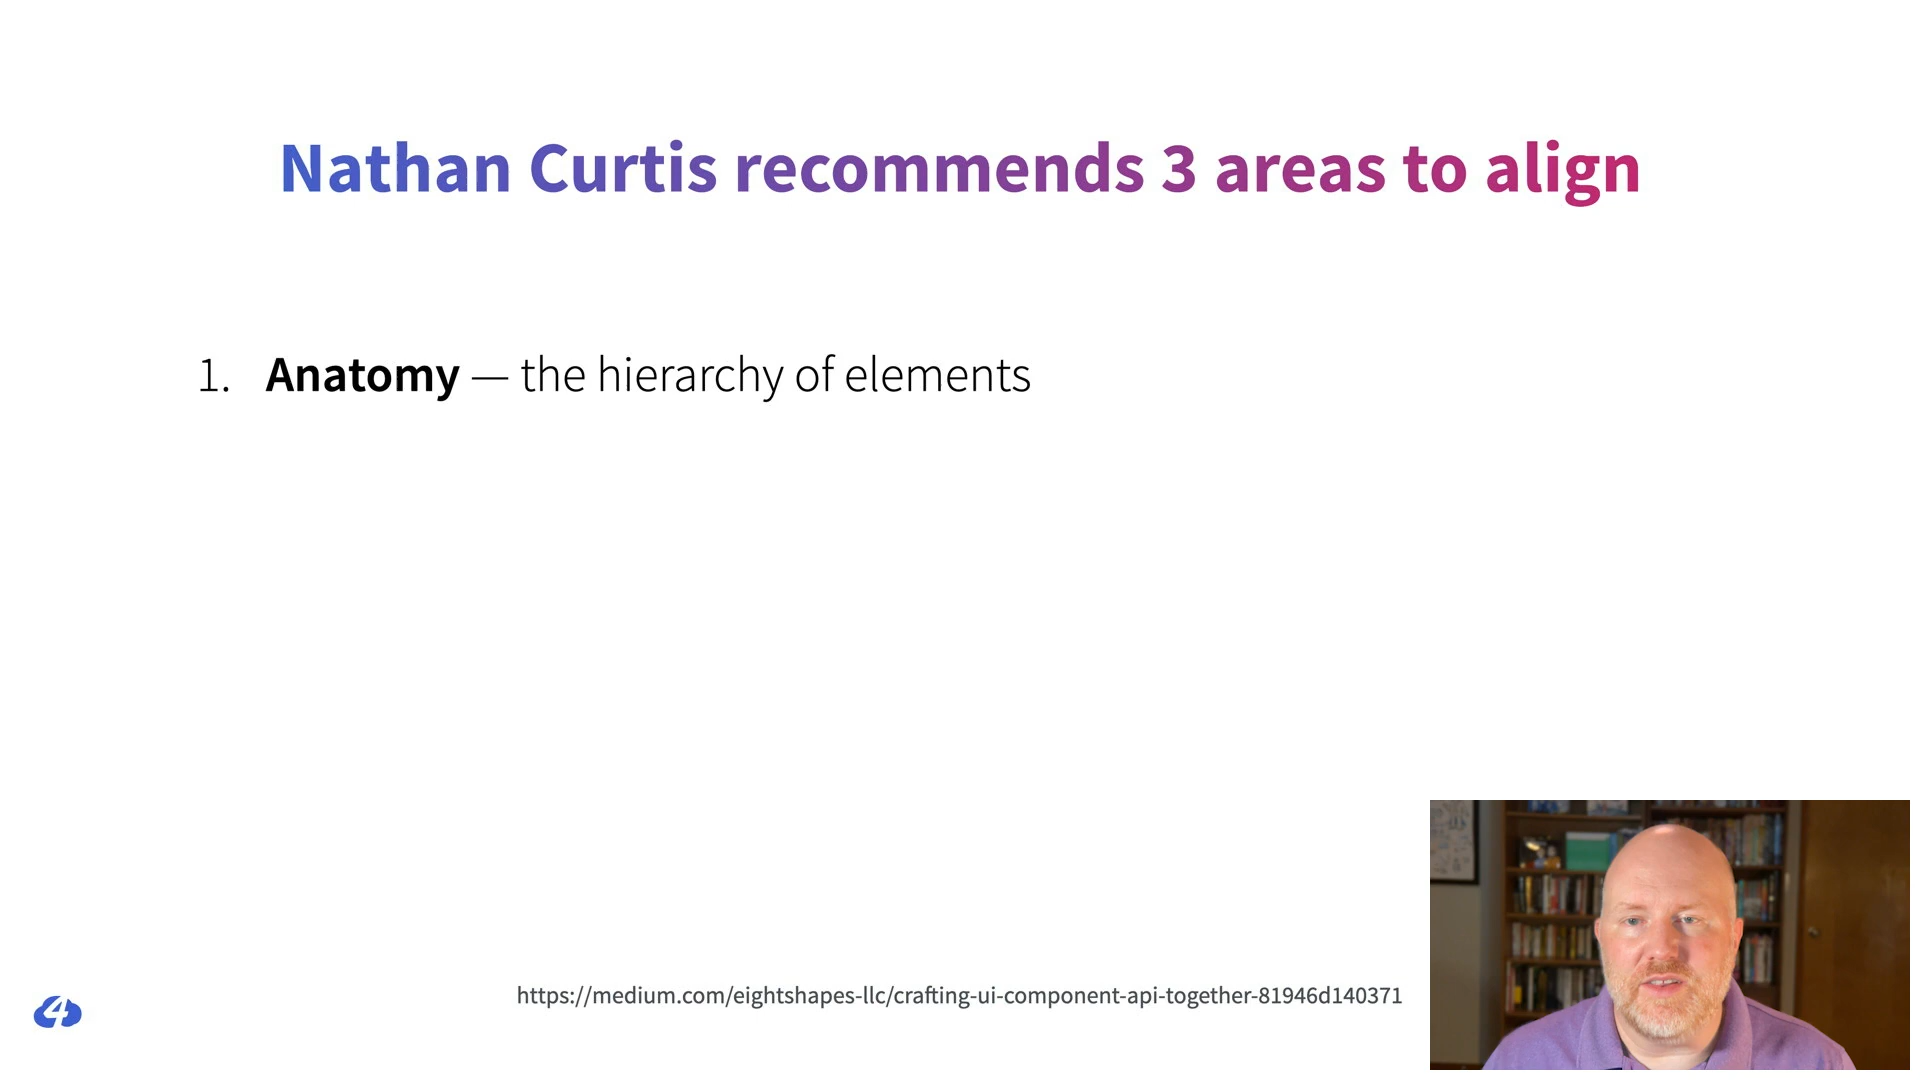 Nathan Curtis recommends 3 areas to align
1. Anatomy — the hierarchy of elements
https://medium.com/eightshapes-llc/crafting-ui-component-api-together-81946d140371
4